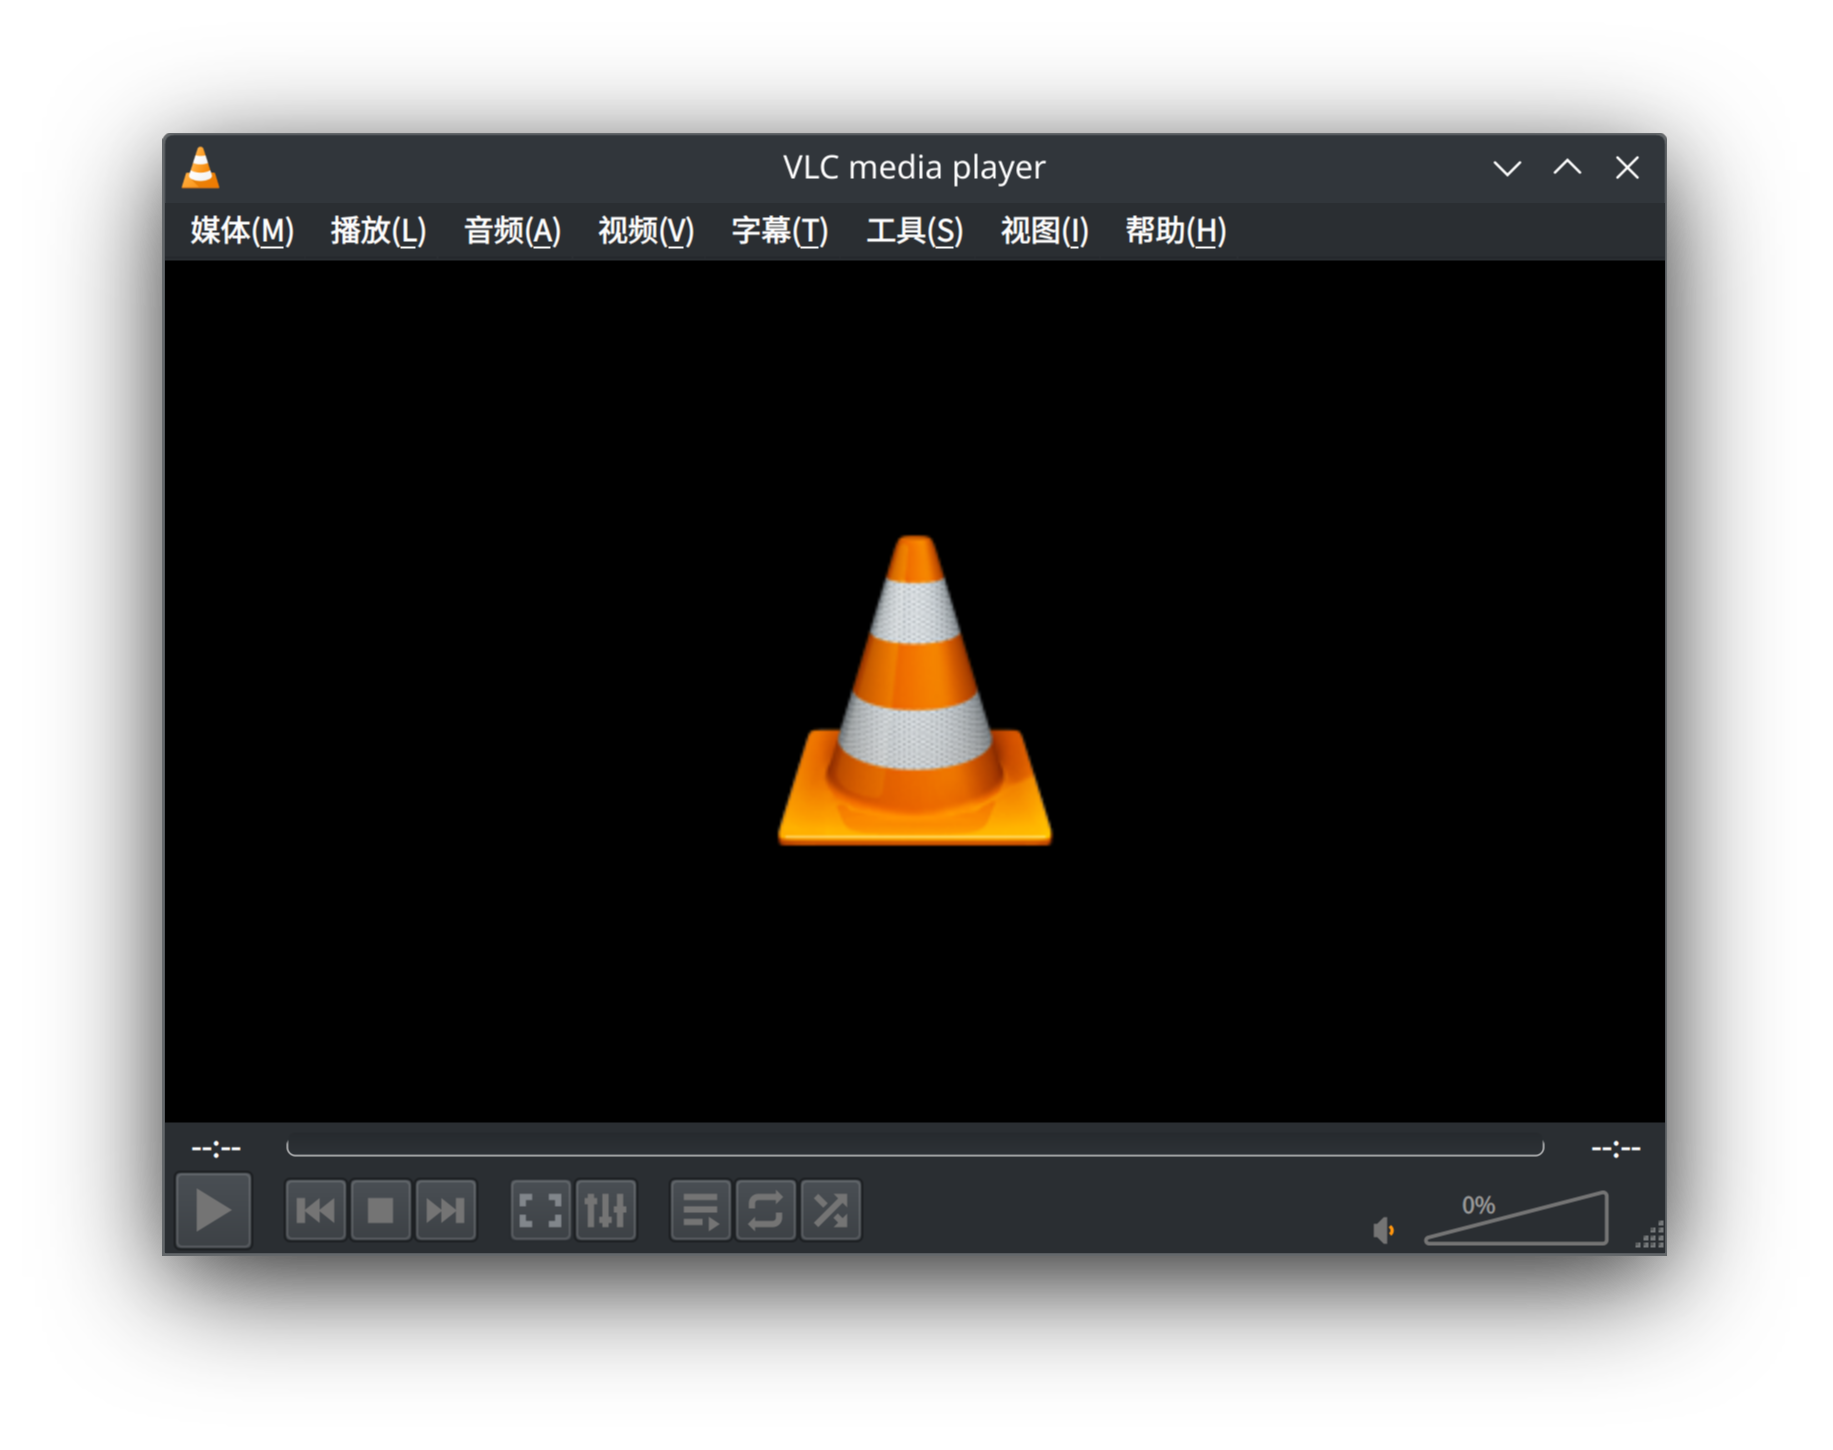 VLC media player
媒体(M) 播放(L) 音频(A) 视频(V) 字幕(T) 工具(S) 视图(I) 帮助(H)
--:-- --:--
0%